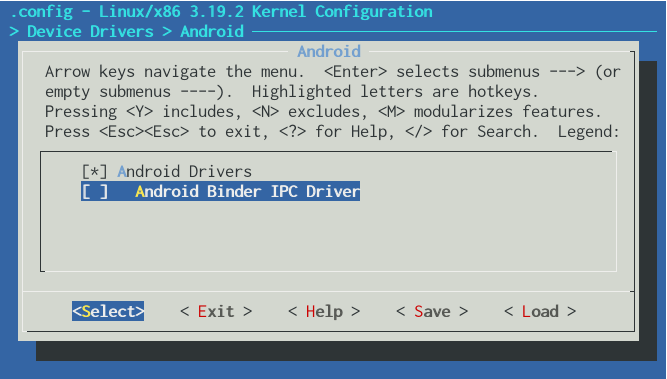 .config - Linux/x86 3.19.2 Kernel Configuration
> Device Drivers > Android
Android
Arrow keys navigate the menu.  <Enter> selects submenus ---> (or
empty submenus ----).  Highlighted letters are hotkeys.
Pressing <Y> includes, <N> excludes, <M> modularizes features.
Press <Esc><Esc> to exit, <?> for Help, </> for Search.  Legend:
[*] Android Drivers
[ ]   Android Binder IPC Driver
<Select>    < Exit >    < Help >    < Save >    < Load >